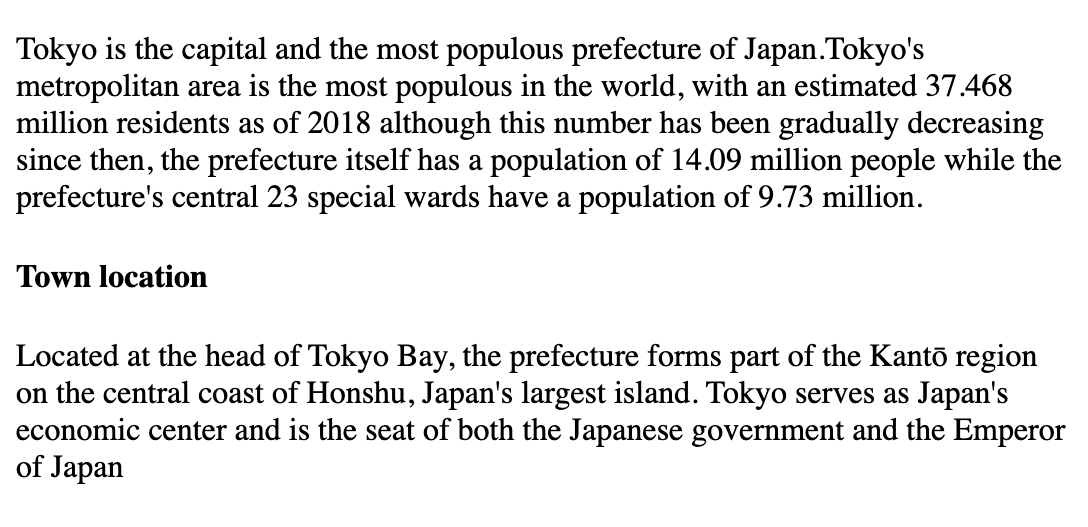 Tokyo is the capital and the most populous prefecture of Japan.Tokyo's
metropolitan area is the most populous in the world, with an estimated 37.468
million residents as of 2018 although this number has been gradually decreasing
since then, the prefecture itself has a population of 14.09 million people while the
prefecture's central 23 special wards have a population of 9.73 million.
Town location
Located at the head of Tokyo Bay, the prefecture forms part of the Kantō region
on the central coast of Honshu, Japan's largest island. Tokyo serves as Japan's
economic center and is the seat of both the Japanese government and the Emperor
of Japan